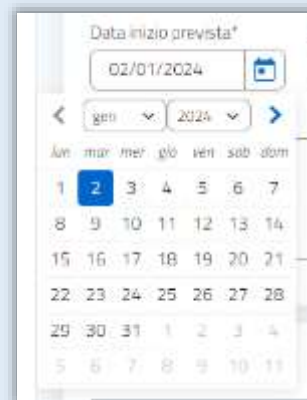 Data inizio prevista*
02/01/2024
gen 2024
lun mar mer gio ven sab dom
1 2 3 4 5 6 7
8 9 10 11 12 13 14
15 16 17 18 19 20 21
22 23 24 25 26 27 28
29 30 31 1 2 3 4
5 6 7 8 9 10 11